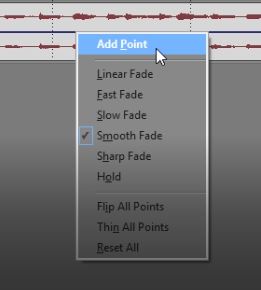 Add Point
Linear Fade
Fast Fade
Slow Fade
Smooth Fade
Sharp Fade
Hold
Flip All Points
Thin All Points
Reset All